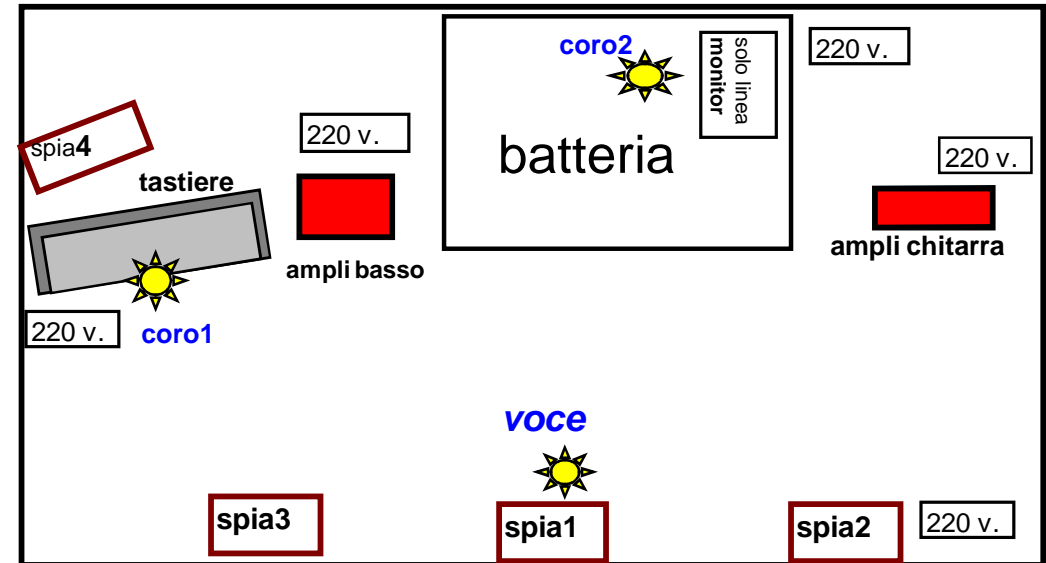 coro2
solo linea
monitor
220 v.
batteria
220 v.
220 v.
spia4
tastiere
ampli basso
ampli chitarra
220 v.
coro1
voce
spia3
spia1
spia2
220 v.